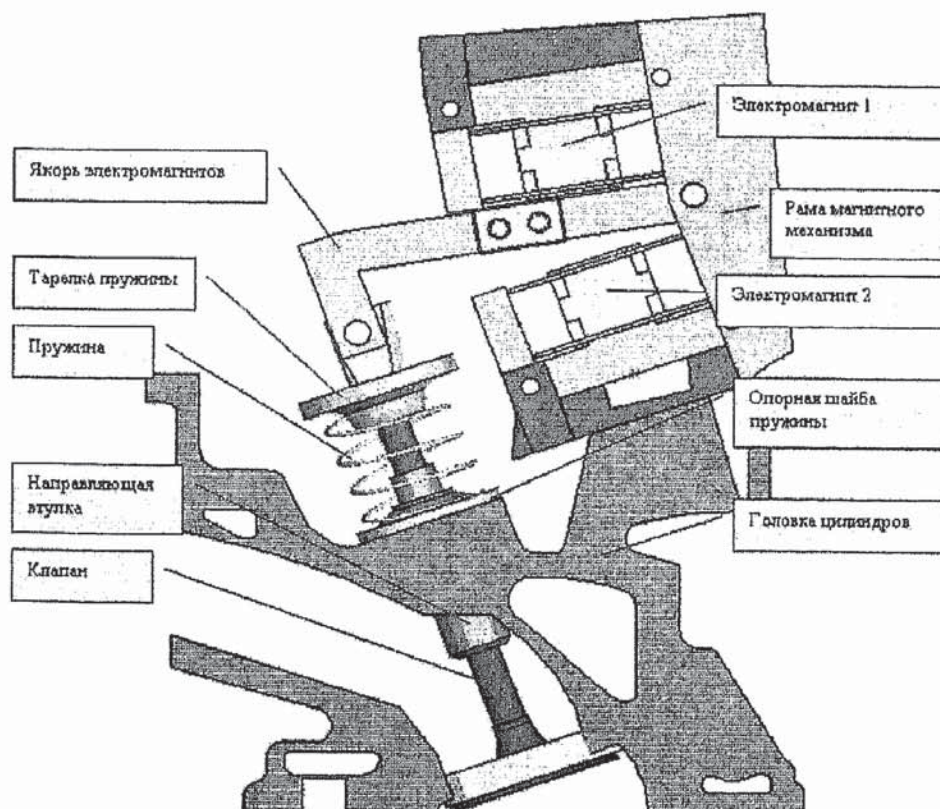 Якорь электромагнитов
Тарелка пружины
Пружина
Направляющая
втулка
Клапан
Электромагнит 1
Рама магнитного
механизма
Электромагнит 2
Опорная шайба
пружины
Головка цилиндров